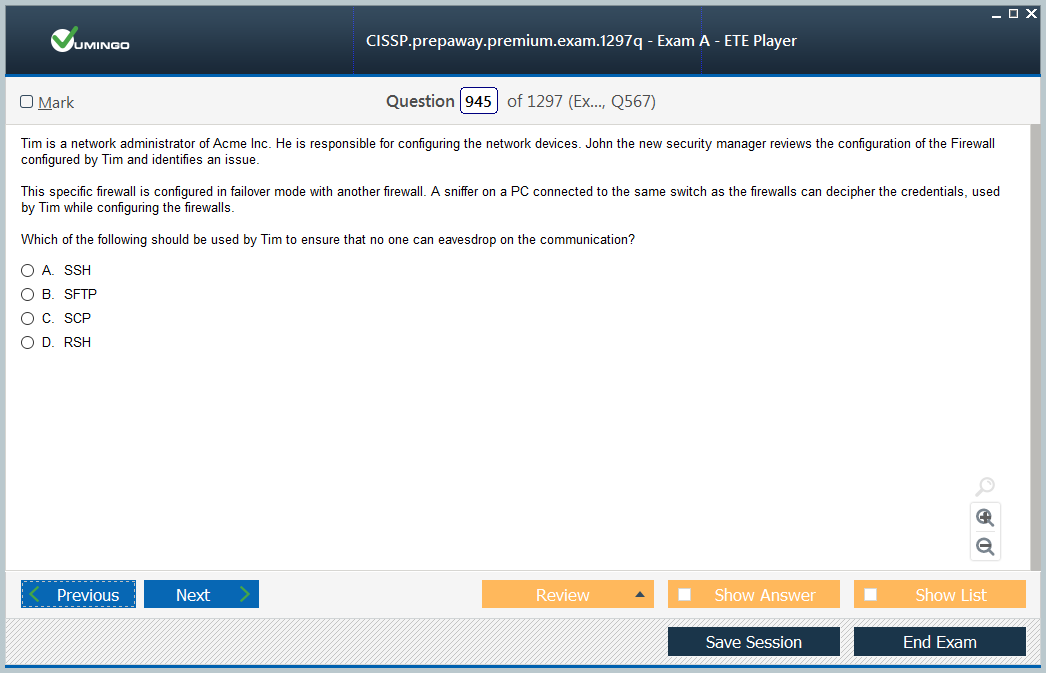 VUMINGO
CISSP.prepaway.premium.exam.1297q - Exam A - ETE Player
Mark
Question 945 of 1297 (Ex..., Q567)
Tim is a network administrator of Acme Inc. He is responsible for configuring the network devices. John the new security manager reviews the configuration of the Firewall
configured by Tim and identifies an issue.
This specific firewall is configured in failover mode with another firewall. A sniffer on a PC connected to the same switch as the firewalls can decipher the credentials, used
by Tim while configuring the firewalls.
Which of the following should be used by Tim to ensure that no one can eavesdrop on the communication?
A. SSH
B. SFTP
C. SCP
D. RSH
Previous Next Review Show Answer Show List
Save Session End Exam